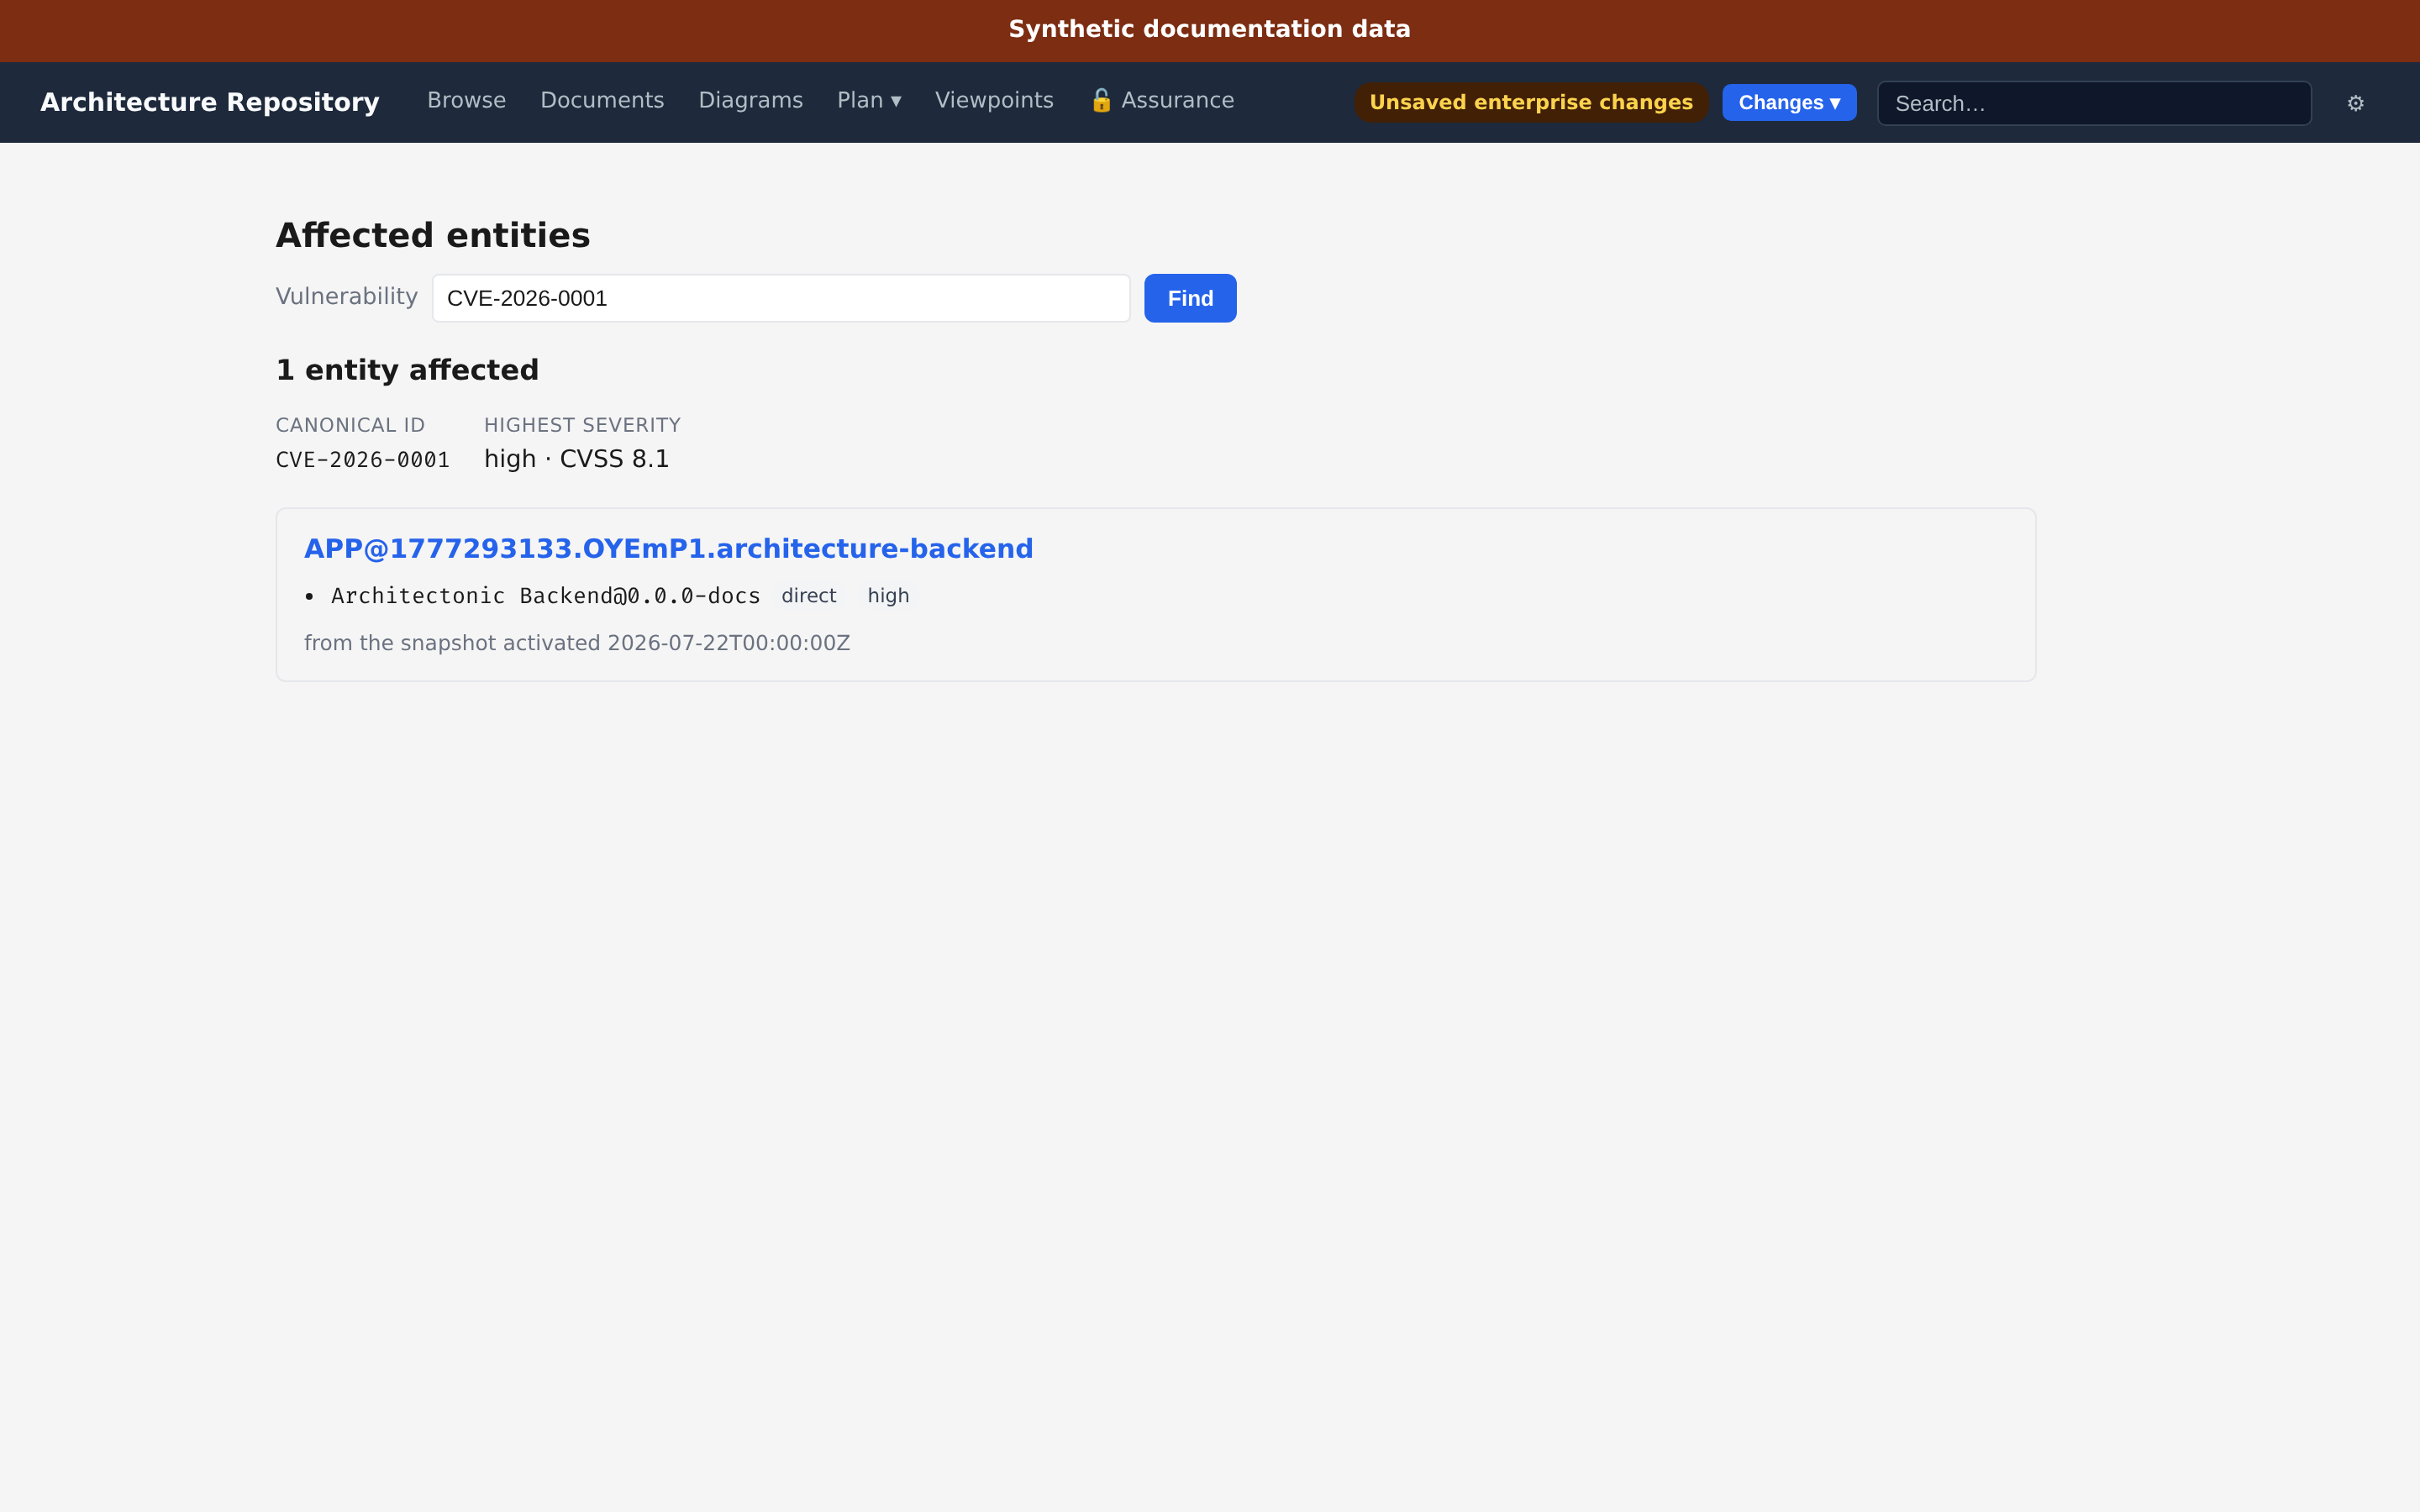 Synthetic documentation data
Architecture Repository Browse Documents Diagrams Plan ▾ Viewpoints 🔓 Assurance Unsaved enterprise changes Changes ▾ Search… ⚙
Affected entities
Vulnerability CVE-2026-0001 Find
1 entity affected
CANONICAL ID HIGHEST SEVERITY
CVE-2026-0001 high · CVSS 8.1
APP@1777293133.OYEmP1.architecture-backend
• Architectonic Backend@0.0.0-docs direct high
from the snapshot activated 2026-07-22T00:00:00Z